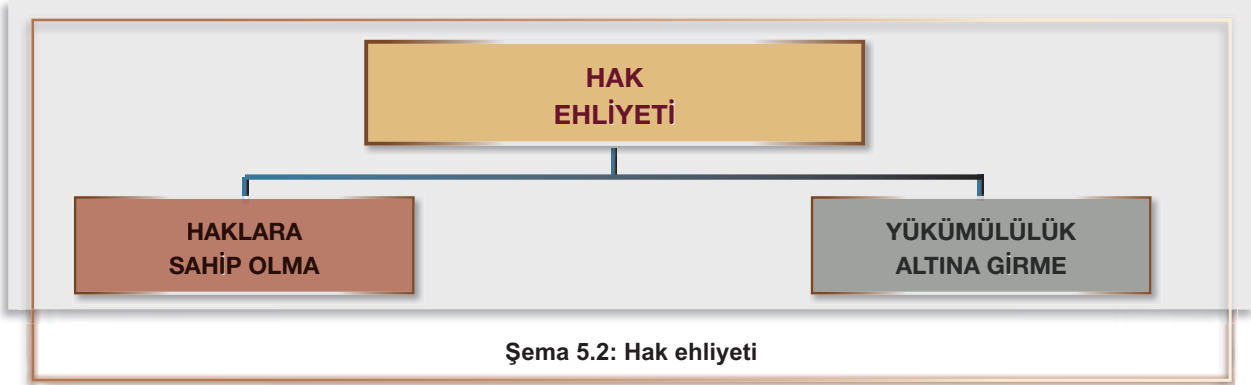 HAK
EHLİYETİ
HAKLARA
SAHİP OLMA
YÜKÜMÜLÜLÜK
ALTINA GİRME
Şema 5.2: Hak ehliyeti